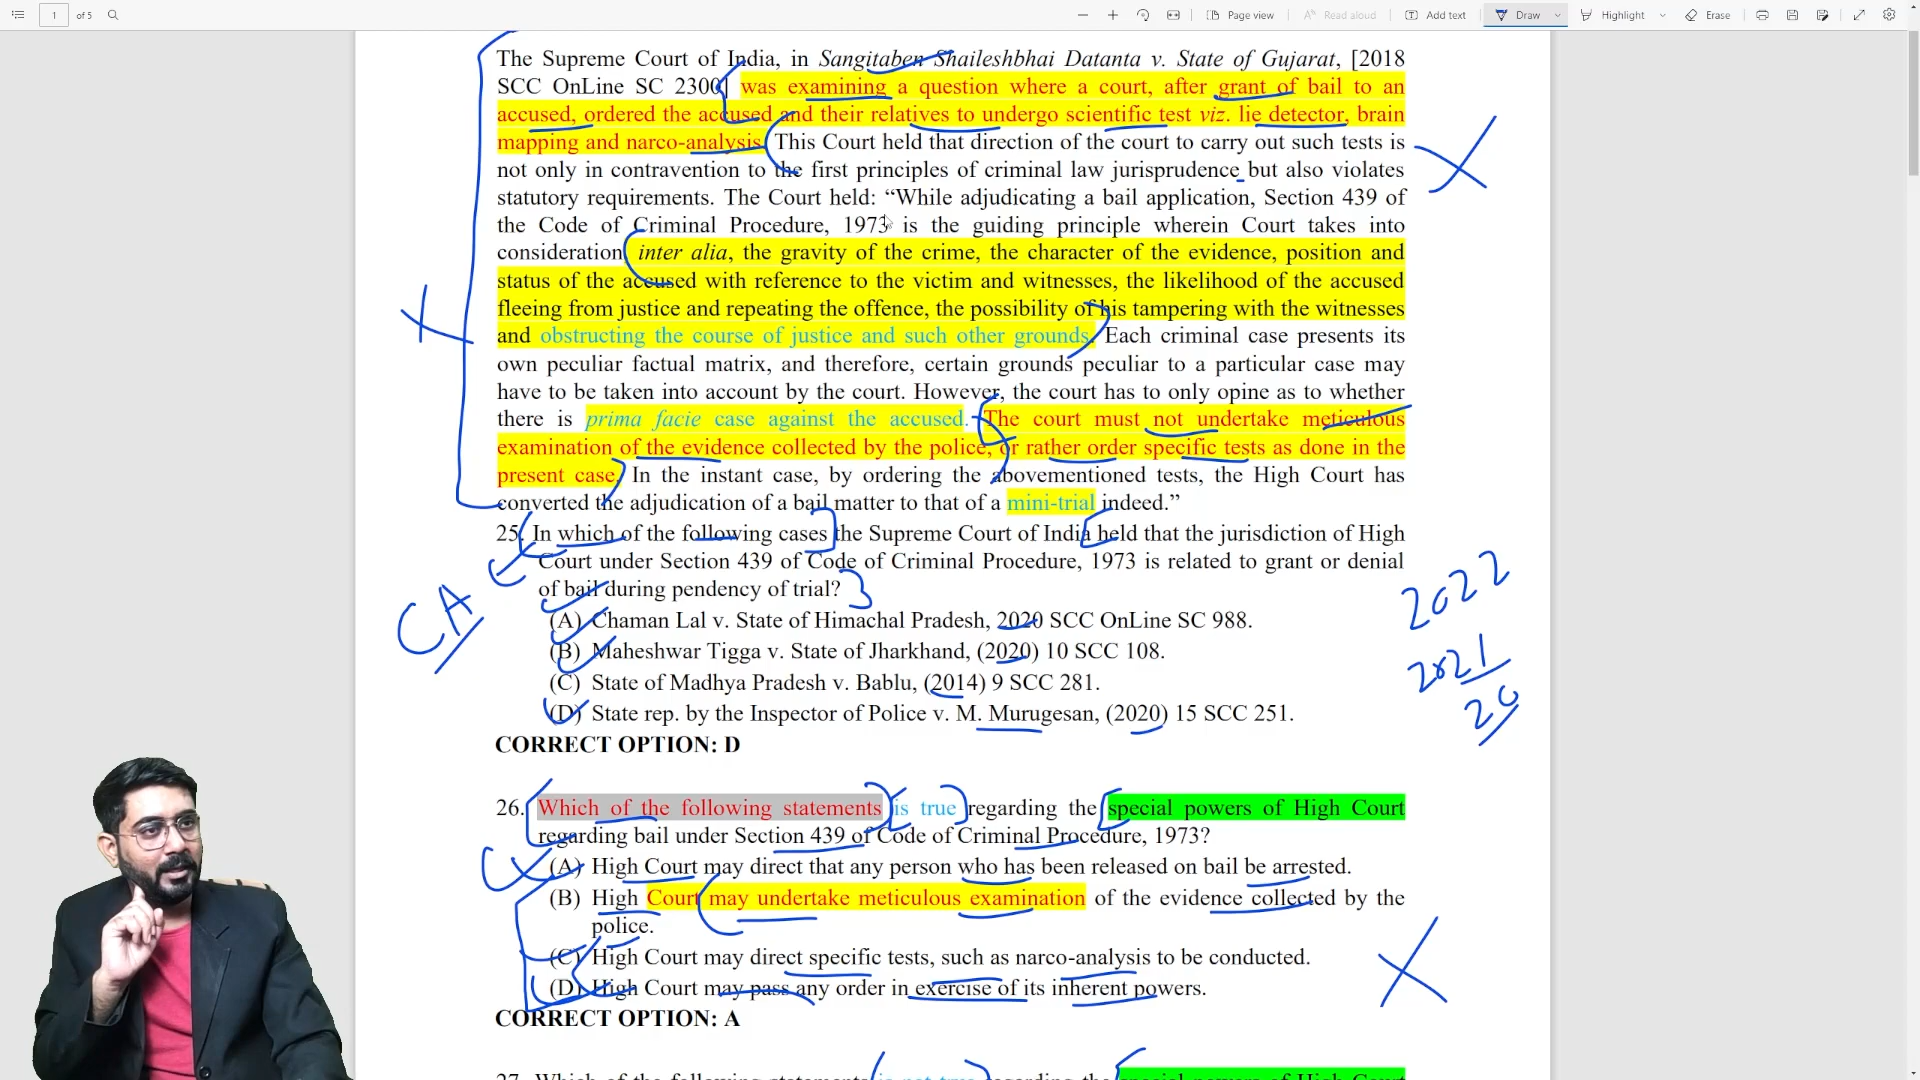 1 of 5 Page view Read aloud Add text Draw Highlight Erase
The Supreme Court of India, in Sangitaben Shaileshbhai Datanta v. State of Gujarat, [2018
SCC OnLine SC 2300] was examining a question where a court, after grant of bail to an
accused, ordered the accused and their relatives to undergo scientific test viz. lie detector, brain
mapping and narco-analysis. This Court held that direction of the court to carry out such tests is
not only in contravention to the first principles of criminal law jurisprudence but also violates
statutory requirements. The Court held: “While adjudicating a bail application, Section 439 of
the Code of Criminal Procedure, 1973 is the guiding principle wherein Court takes into
consideration, inter alia, the gravity of the crime, the character of the evidence, position and
status of the accused with reference to the victim and witnesses, the likelihood of the accused
fleeing from justice and repeating the offence, the possibility of his tampering with the witnesses
and obstructing the course of justice and such other grounds. Each criminal case presents its
own peculiar factual matrix, and therefore, certain grounds peculiar to a particular case may
have to be taken into account by the court. However, the court has to only opine as to whether
there is prima facie case against the accused. The court must not undertake meticulous
examination of the evidence collected by the police, or rather order specific tests as done in the
present case. In the instant case, by ordering the abovementioned tests, the High Court has
converted the adjudication of a bail matter to that of a mini-trial indeed.”
25. In which of the following cases the Supreme Court of India held that the jurisdiction of High
Court under Section 439 of Code of Criminal Procedure, 1973 is related to grant or denial
of bail during pendency of trial?
CA
(A) Chaman Lal v. State of Himachal Pradesh, 2020 SCC OnLine SC 988.
2022
(B) Maheshwar Tigga v. State of Jharkhand, (2020) 10 SCC 108.
2021
(C) State of Madhya Pradesh v. Bablu, (2014) 9 SCC 281.
20
(D) State rep. by the Inspector of Police v. M. Murugesan, (2020) 15 SCC 251.
CORRECT OPTION: D
26. Which of the following statements is true regarding the special powers of High Court
regarding bail under Section 439 of Code of Criminal Procedure, 1973?
(A) High Court may direct that any person who has been released on bail be arrested.
(B) High Court may undertake meticulous examination of the evidence collected by the
police.
(C) High Court may direct specific tests, such as narco-analysis to be conducted.
(D) High Court may pass any order in exercise of its inherent powers.
CORRECT OPTION: A
27. Which of the following statements is not true regarding the special powers of High Court